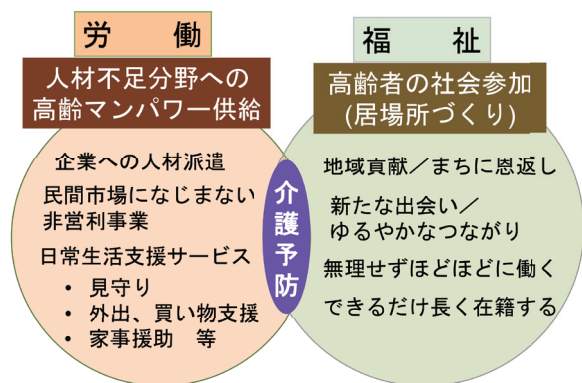 労　働
人材不足分野への
高齢マンパワー供給
企業への人材派遣
民間市場になじまない
非営利事業
日常生活支援サービス
• 見守り
• 外出、買い物支援
• 家事援助　等
介護予防
福　祉
高齢者の社会参加
(居場所づくり)
地域貢献／まちに恩返し
新たな出会い／
ゆるやかなつながり
無理せずほどほどに働く
できるだけ長く在籍する